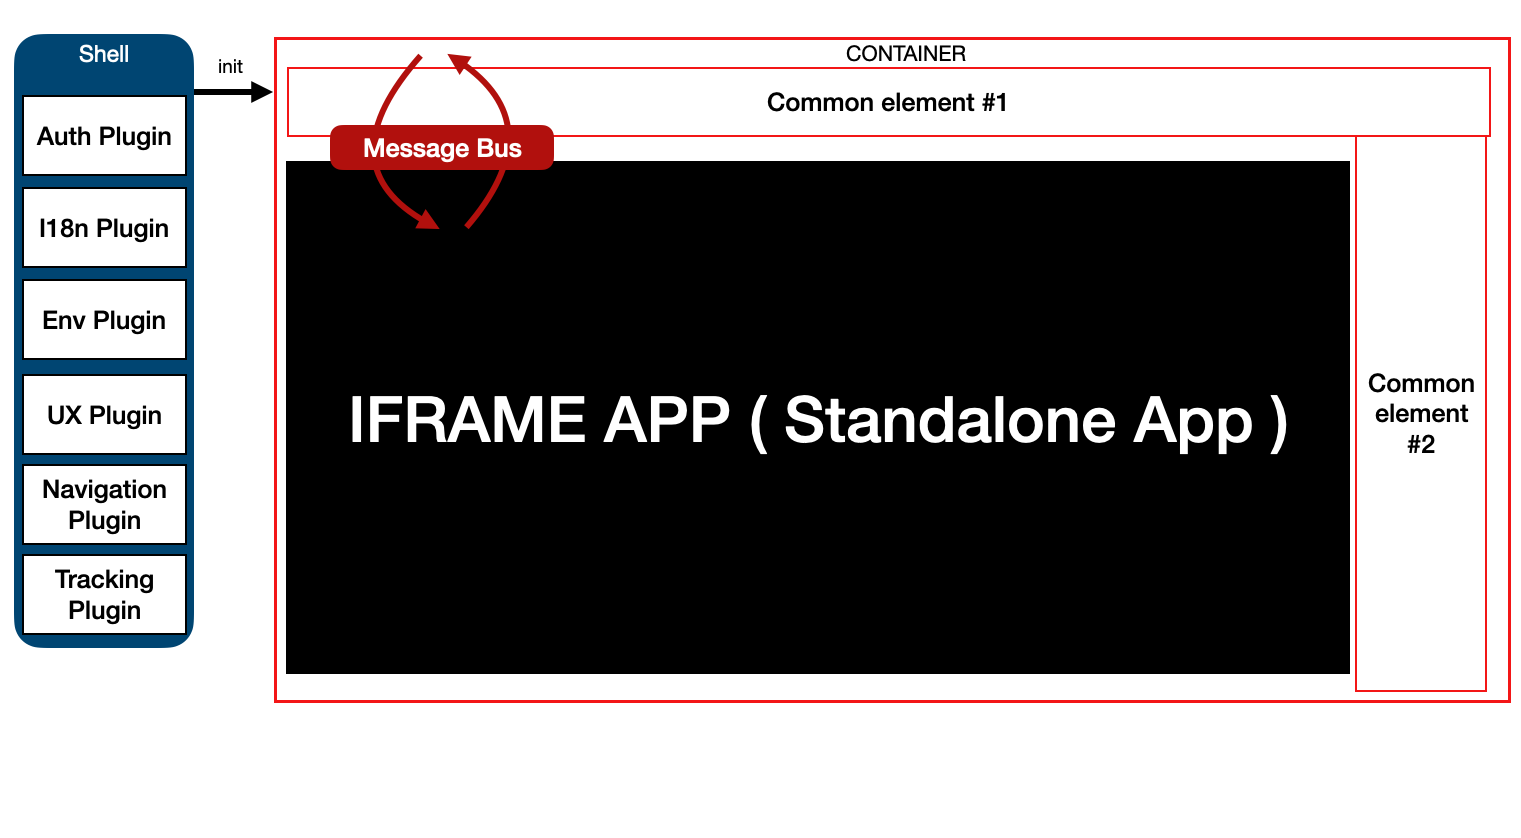 Shell
Auth Plugin
I18n Plugin
Env Plugin
UX Plugin
Navigation
Plugin
Tracking
Plugin
init
CONTAINER
Common element #1
Message Bus
IFRAME APP ( Standalone App )
Common
element
#2